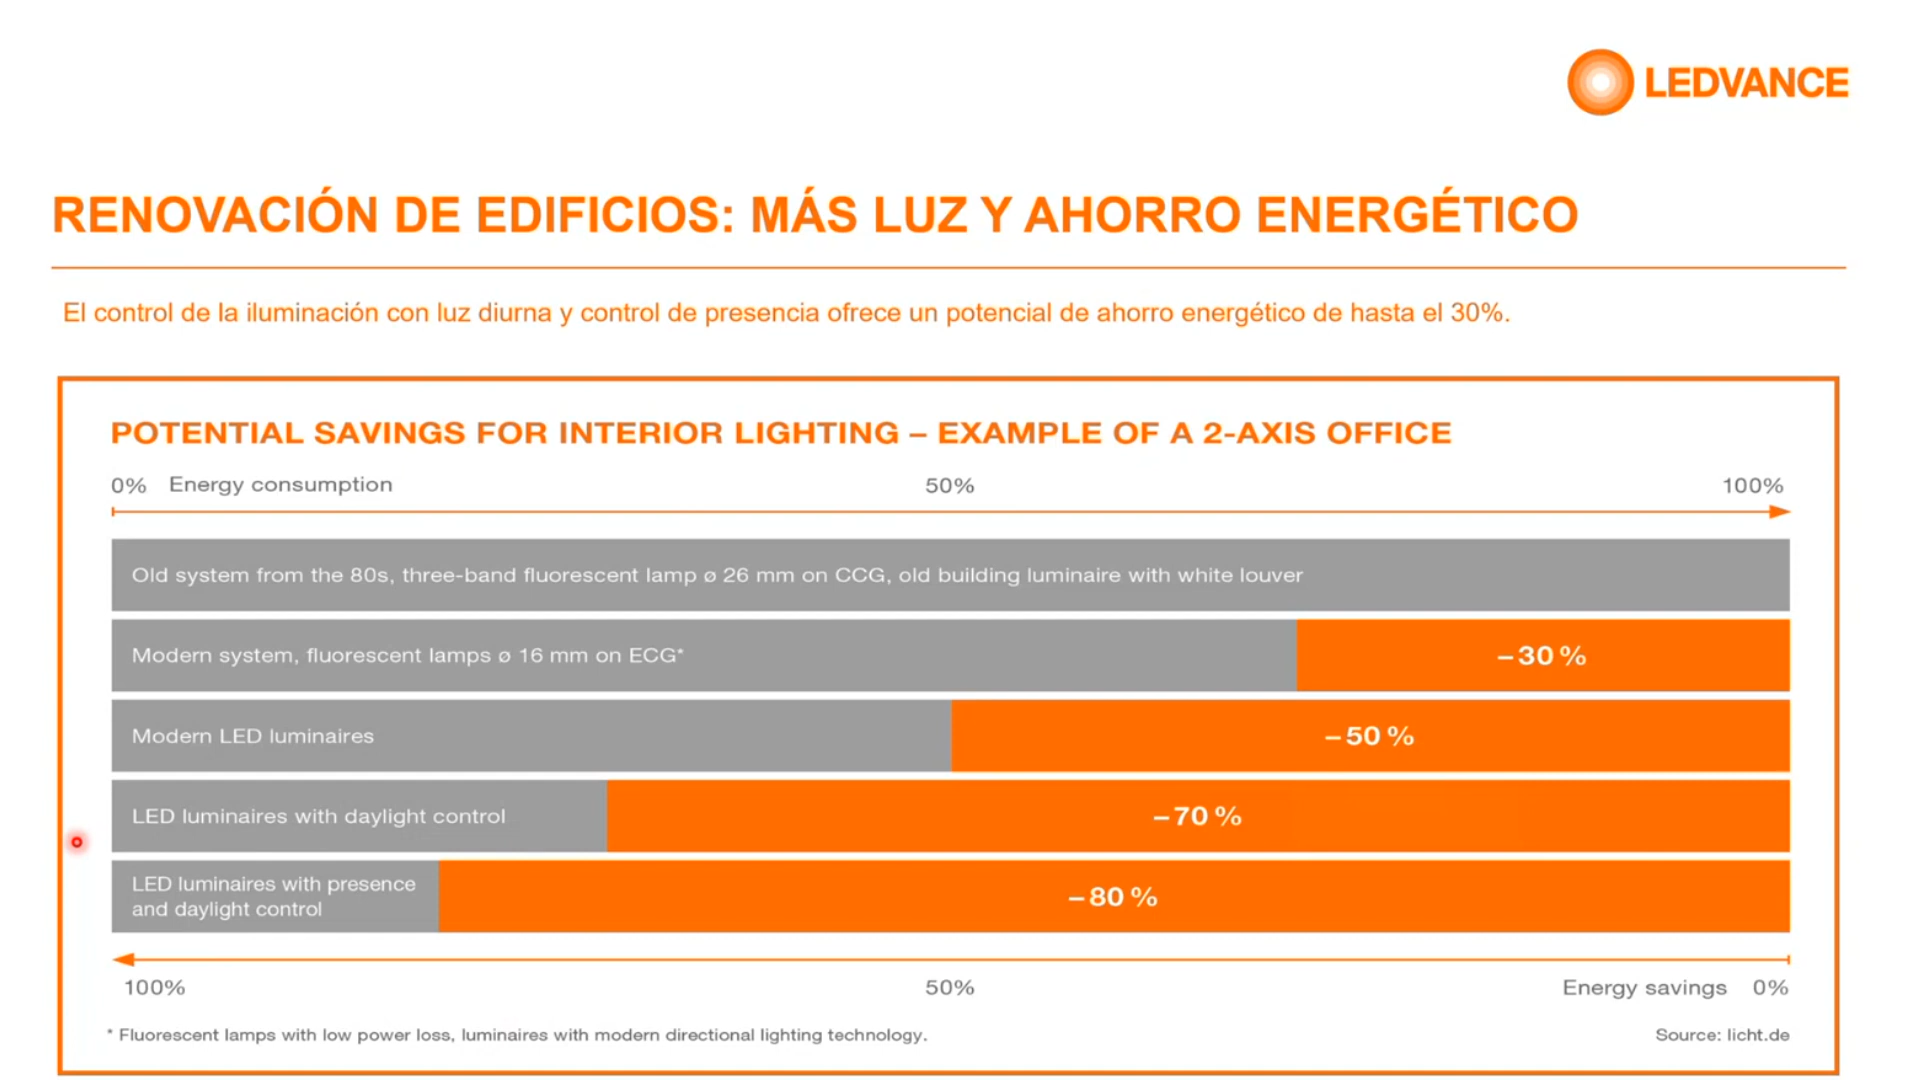 LEDVANCE
RENOVACIÓN DE EDIFICIOS: MÁS LUZ Y AHORRO ENERGÉTICO
El control de la iluminación con luz diurna y control de presencia ofrece un potencial de ahorro energético de hasta el 30%.
POTENTIAL SAVINGS FOR INTERIOR LIGHTING – EXAMPLE OF A 2-AXIS OFFICE
0% Energy consumption 50% 100%
Old system from the 80s, three-band fluorescent lamp ø 26 mm on CCG, old building luminaire with white louver
Modern system, fluorescent lamps ø 16 mm on ECG* –30 %
Modern LED luminaires –50 %
LED luminaires with daylight control –70 %
LED luminaires with presence
and daylight control –80 %
100% 50% Energy savings 0%
* Fluorescent lamps with low power loss, luminaires with modern directional lighting technology. Source: licht.de